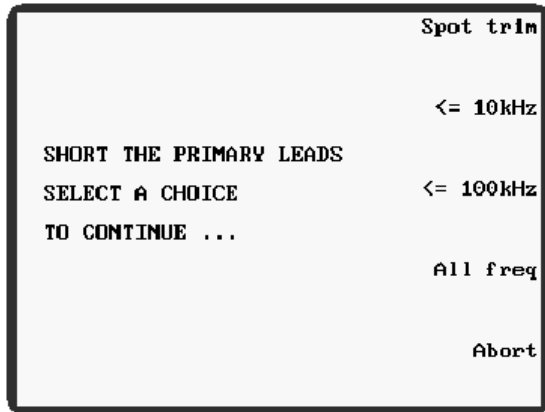 Spot trim
<= 10kHz
SHORT THE PRIMARY LEADS
SELECT A CHOICE
<= 100kHz
TO CONTINUE ...
All freq
Abort